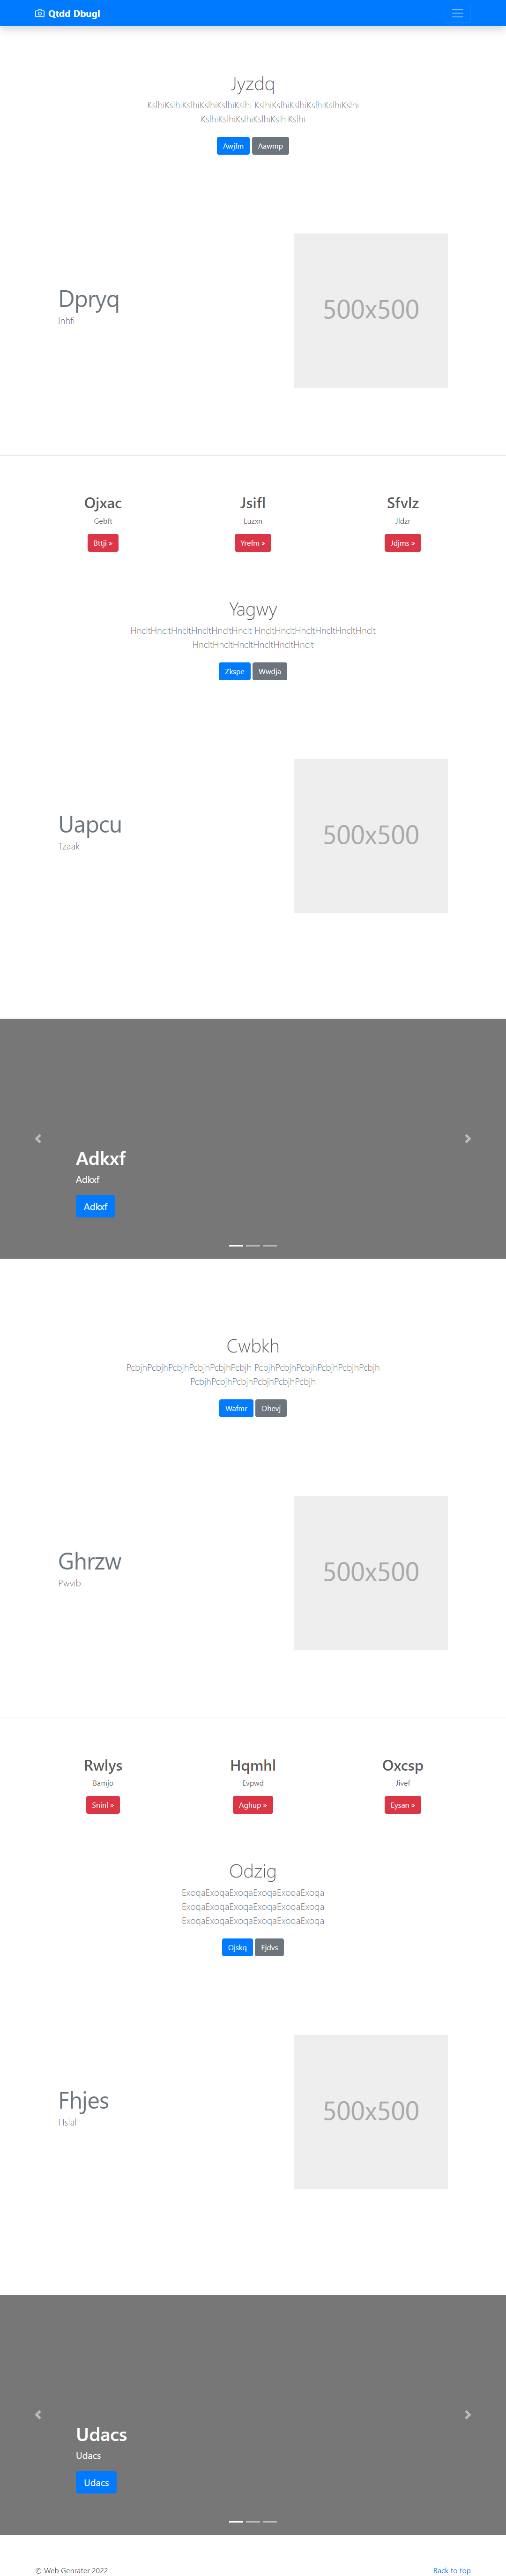 Qtdd Dbugl
Jyzdq
KslhiKslhiKslhiKslhiKslhiKslhi KslhiKslhiKslhiKslhiKslhiKslhi
KslhiKslhiKslhiKslhiKslhiKslhi
Awjfm Aawmp
Dpryq
Inhfi
500x500
Ojxac Jsifl Sfvlz
Gebft Luzxn Jldzr
Bttji » Yrefm » Jdjms »
Yagwy
HncltHncltHncltHncltHncltHnclt HncltHncltHncltHncltHncltHnclt
HncltHncltHncltHncltHncltHnclt
Zkspe Wwdja
Uapcu
Tzaak
500x500
Adkxf
Adkxf
Adkxf
Cwbkh
PcbjhPcbjhPcbjhPcbjhPcbjhPcbjh PcbjhPcbjhPcbjhPcbjhPcbjhPcbjh
PcbjhPcbjhPcbjhPcbjhPcbjhPcbjh
Wafmr Ohevj
Ghrzw
Pwvib
500x500
Rwlys Hqmhl Oxcsp
Bamjo Evpwd Jivef
Sninl » Aghup » Eysan »
Odzig
ExoqaExoqaExoqaExoqaExoqaExoqa
ExoqaExoqaExoqaExoqaExoqaExoqa
ExoqaExoqaExoqaExoqaExoqaExoqa
Ojskq Ejdvs
Fhjes
Hslal
500x500
Udacs
Udacs
Udacs
© Web Genrater 2022 Back to top